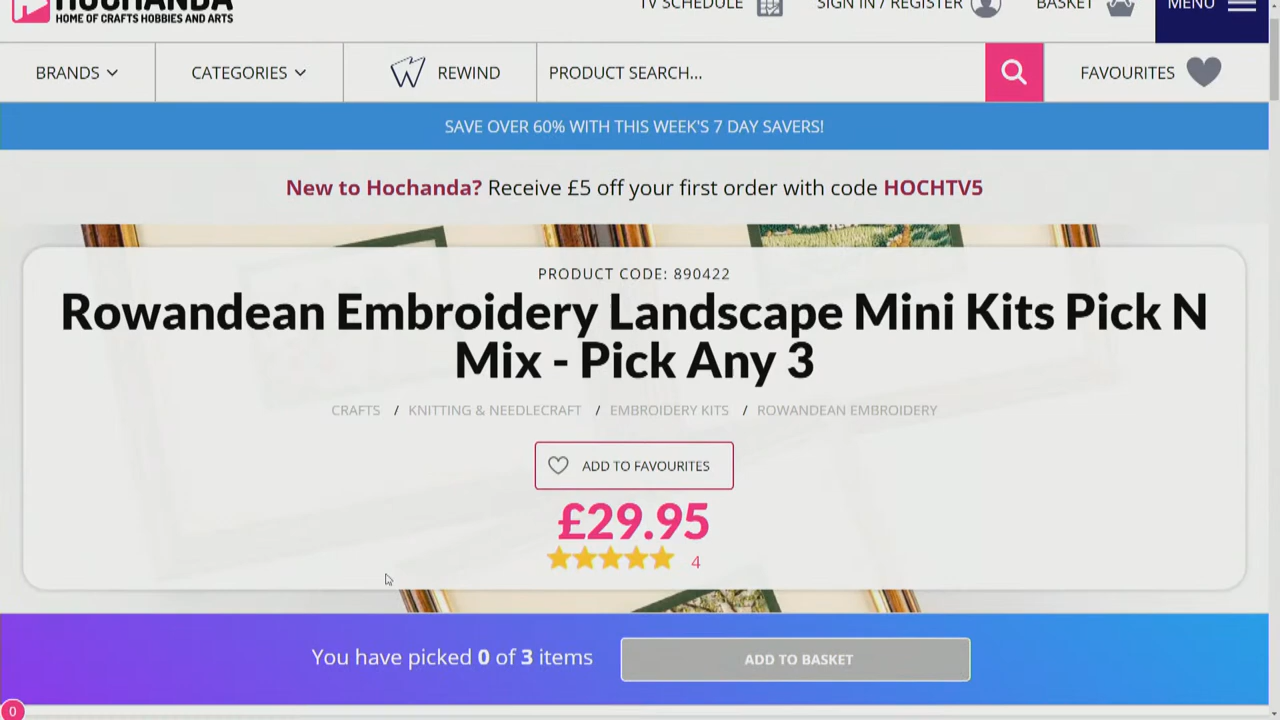 HOCHANDA
HOME OF CRAFTS HOBBIES AND ARTS
TV SCHEDULE
SIGN IN / REGISTER
BASKET
MENU
BRANDS
CATEGORIES
REWIND
PRODUCT SEARCH...
FAVOURITES
SAVE OVER 60% WITH THIS WEEK'S 7 DAY SAVERS!
New to Hochanda? Receive £5 off your first order with code HOCHTV5
PRODUCT CODE: 890422
Rowandean Embroidery Landscape Mini Kits Pick N
Mix - Pick Any 3
CRAFTS / KNITTING & NEEDLECRAFT / EMBROIDERY KITS / ROWANDEAN EMBROIDERY
ADD TO FAVOURITES
£29.95
4
You have picked 0 of 3 items
ADD TO BASKET
0